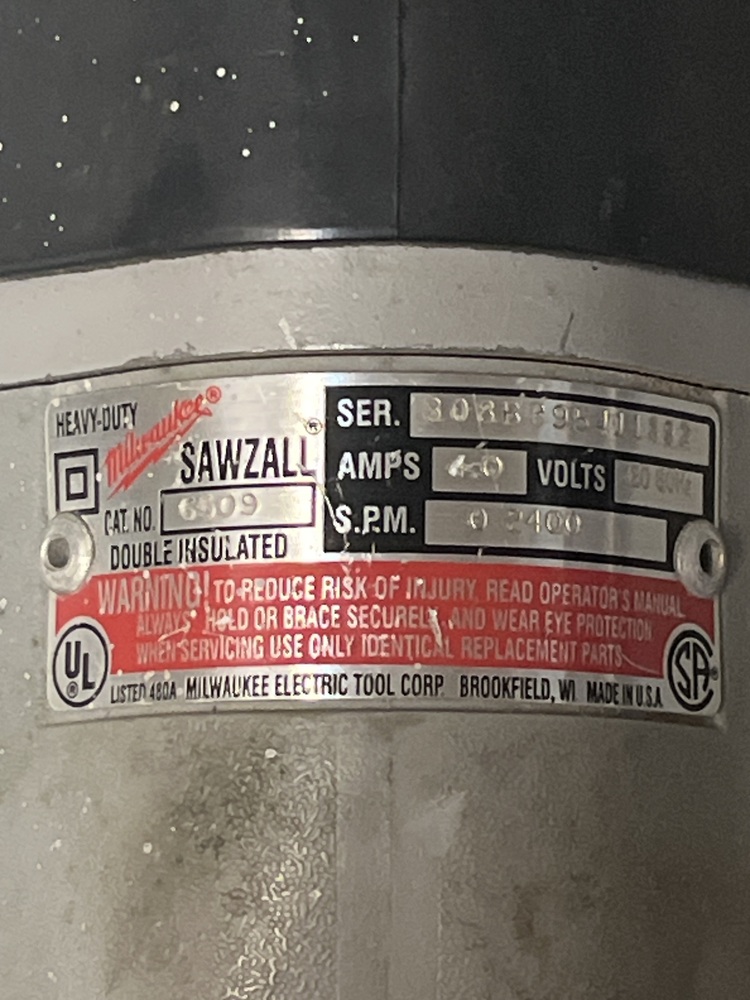 HEAVY-DUTY
Milwaukee®
SAWZALL®
CAT. NO. 6509
DOUBLE INSULATED
SER.
AMPS 4.0 VOLTS
S.P.M. 0 2400
WARNING! TO REDUCE RISK OF INJURY READ OPERATOR'S MANUAL
ALWAYS HOLD OR BRACE SECURELY AND WEAR EYE PROTECTION
WHEN SERVICING USE ONLY IDENTICAL REPLACEMENT PARTS
UL®
LISTED 480A MILWAUKEE ELECTRIC TOOL CORP. BROOKFIELD, WI MADE IN U.S.A
SA®